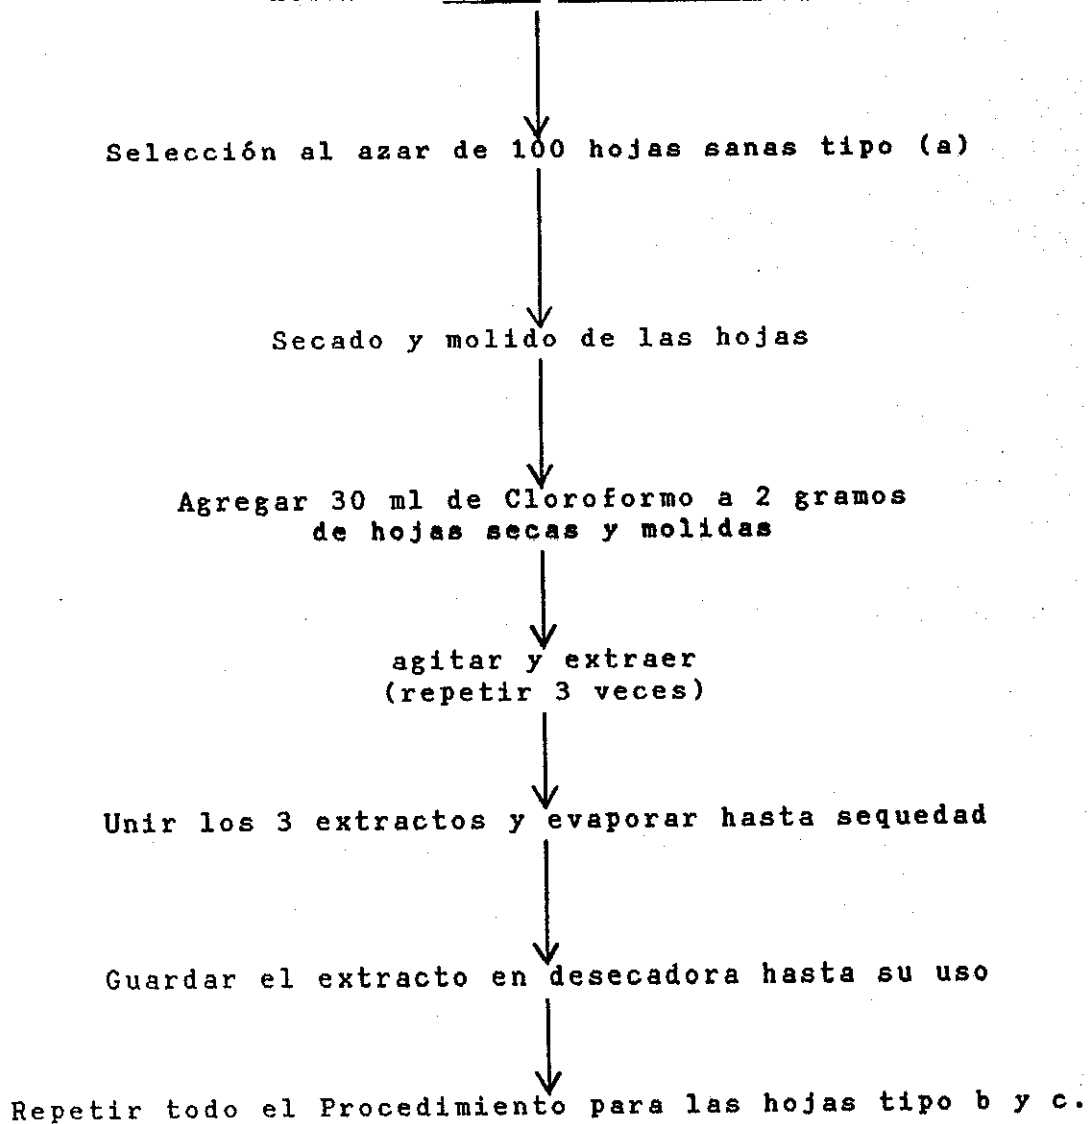 Selección al azar de 100 hojas sanas tipo (a)
Secado y molido de las hojas
Agregar 30 ml de Cloroformo a 2 gramos
de hojas secas y molidas
agitar y extraer
(repetir 3 veces)
Unir los 3 extractos y evaporar hasta sequedad
Guardar el extracto en desecadora hasta su uso
Repetir todo el Procedimiento para las hojas tipo b y c.